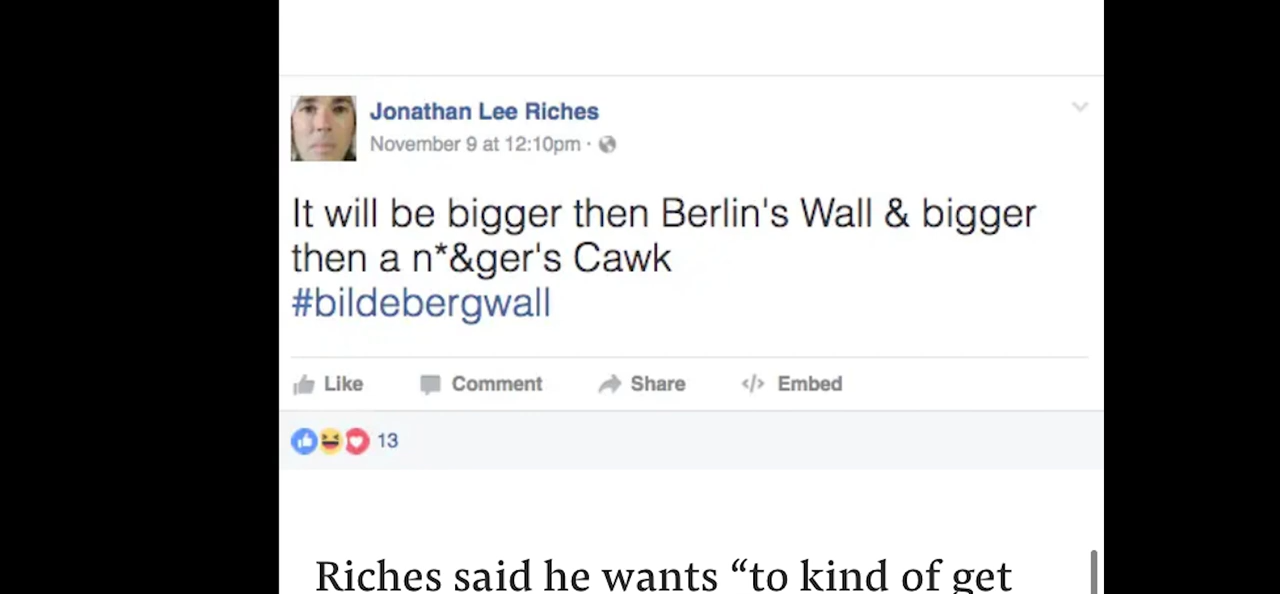 Jonathan Lee Riches
November 9 at 12:10pm ·
It will be bigger then Berlin's Wall & bigger
then a n*&ger's Cawk
#bildebergwall
Like Comment Share </> Embed
13
Riches said he wants “to kind of get